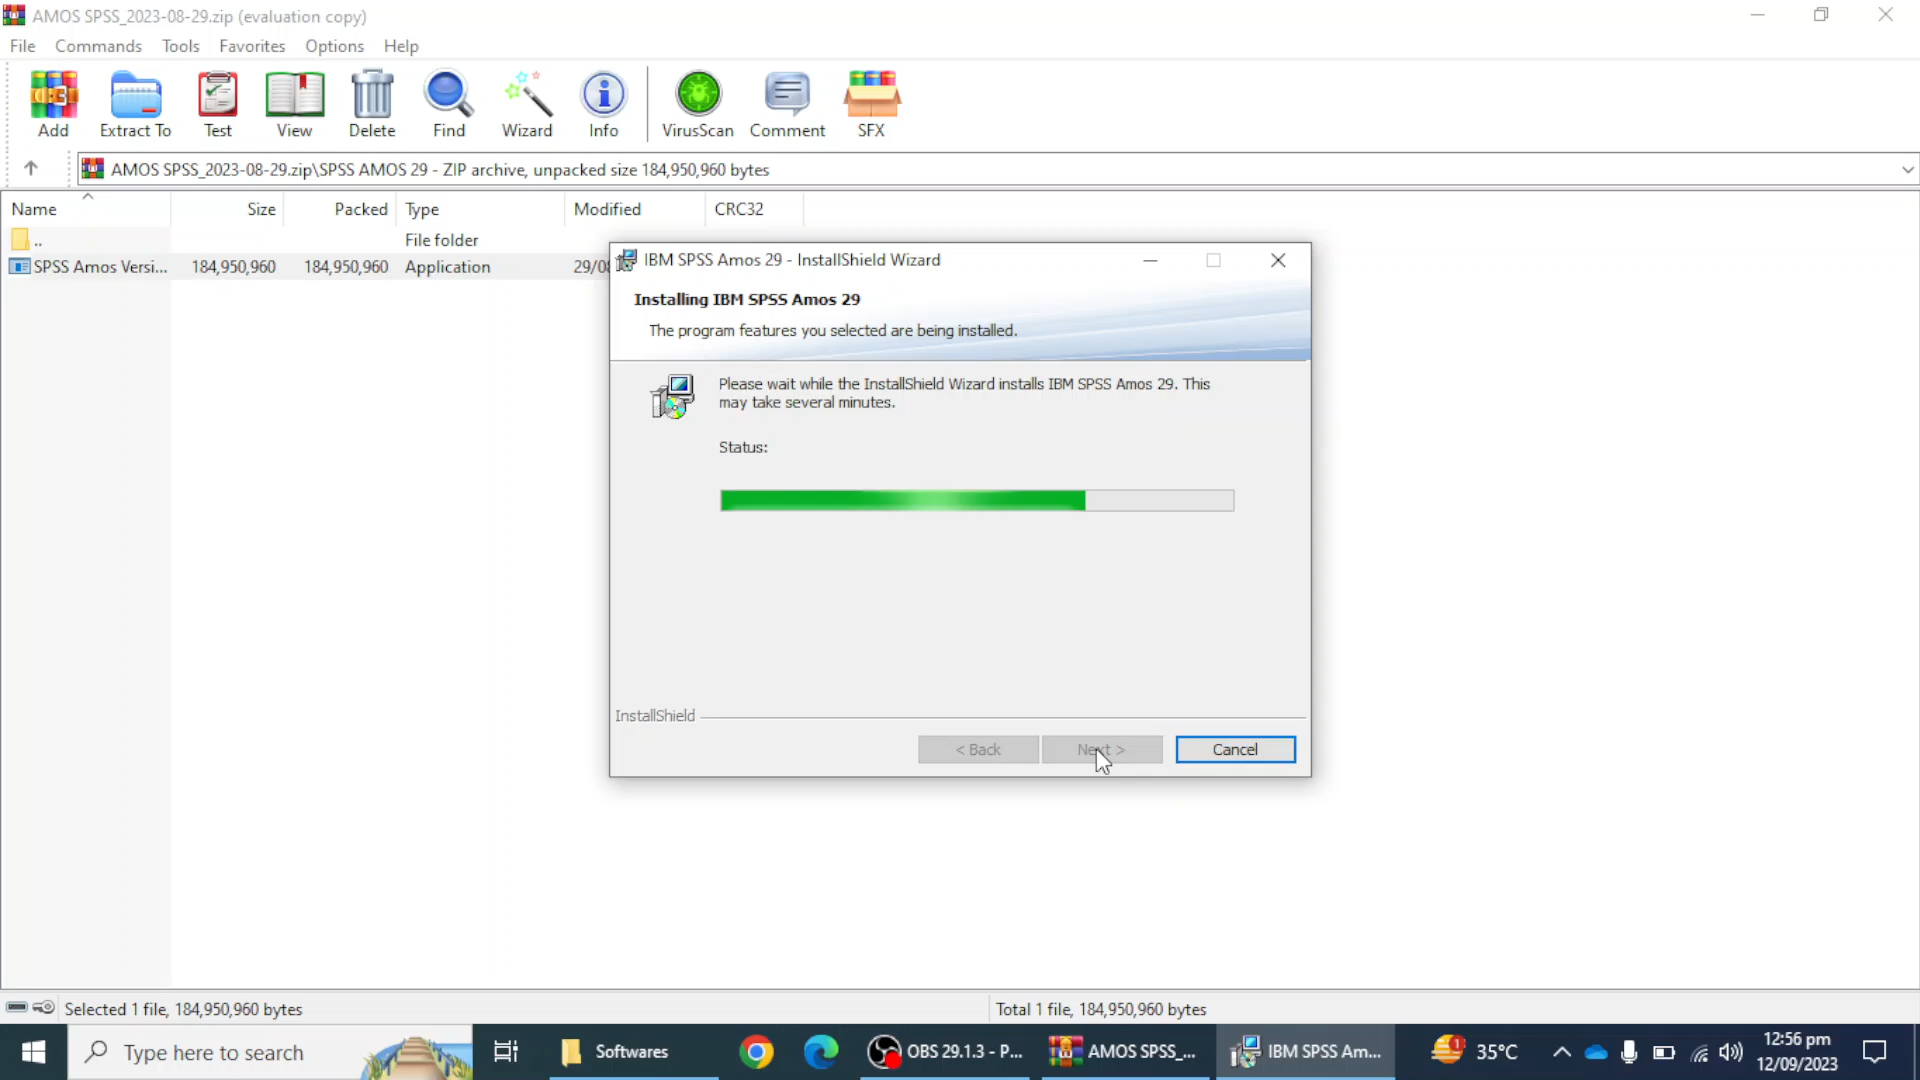 AMOS SPSS_2023-08-29.zip (evaluation copy)
File Commands Tools Favorites Options Help
Add Extract To Test View Delete Find Wizard Info VirusScan Comment SFX
AMOS SPSS_2023-08-29.zip\SPSS AMOS 29 - ZIP archive, unpacked size 184,950,960 bytes
Name Size Packed Type Modified CRC32
.. File folder
SPSS Amos Versi... 184,950,960 184,950,960 Application 29/08
IBM SPSS Amos 29 - InstallShield Wizard
Installing IBM SPSS Amos 29
The program features you selected are being installed.
Please wait while the InstallShield Wizard installs IBM SPSS Amos 29. This
may take several minutes.
Status:
InstallShield
< Back Next > Cancel
Selected 1 file, 184,950,960 bytes Total 1 file, 184,950,960 bytes
Type here to search Softwares OBS 29.1.3 - P... AMOS SPSS_... IBM SPSS Am... 1 35°C 12:56 pm
12/09/2023